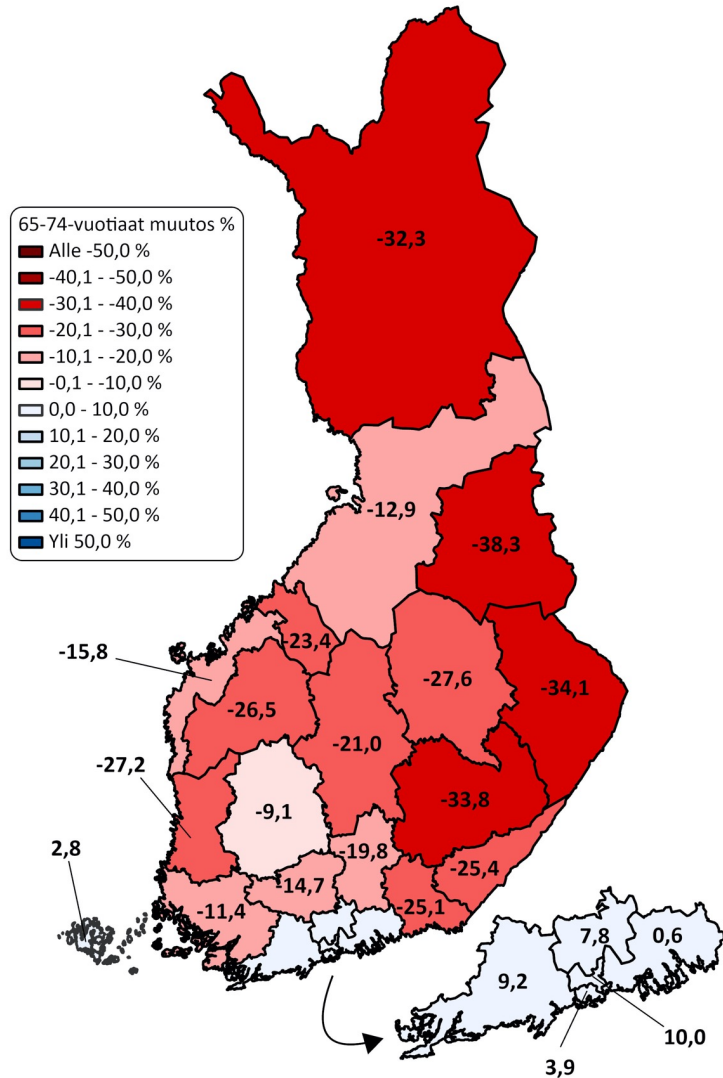 65-74-vuotiaat muutos %
Alle -50,0 %
-40,1 - -50,0 %
-30,1 - -40,0 %
-20,1 - -30,0 %
-10,1 - -20,0 %
-0,1 - -10,0 %
0,0 - 10,0 %
10,1 - 20,0 %
20,1 - 30,0 %
30,1 - 40,0 %
40,1 - 50,0 %
Yli 50,0 %
-32,3
-12,9
-38,3
-23,4
-15,8
-27,6
-34,1
-26,5
-21,0
-27,2
-33,8
-9,1
-19,8
2,8
-25,4
-14,7
-11,4
-25,1
7,8
0,6
9,2
10,0
3,9